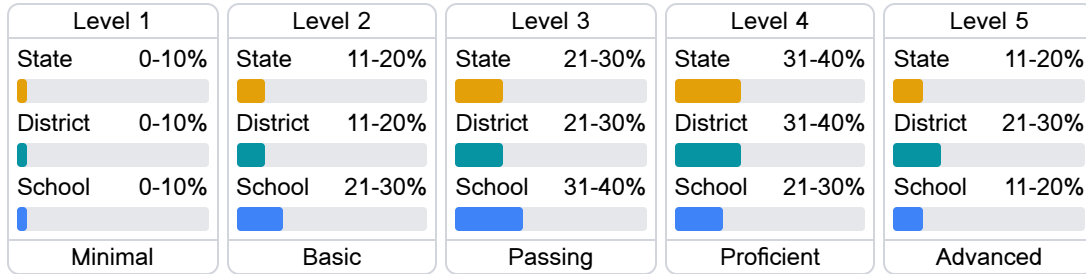 Level 1
State 0-10%
District 0-10%
School 0-10%
Minimal
Level 2
State 11-20%
District 11-20%
School 21-30%
Basic
Level 3
State 21-30%
District 21-30%
School 31-40%
Passing
Level 4
State 31-40%
District 31-40%
School 21-30%
Proficient
Level 5
State 11-20%
District 21-30%
School 11-20%
Advanced